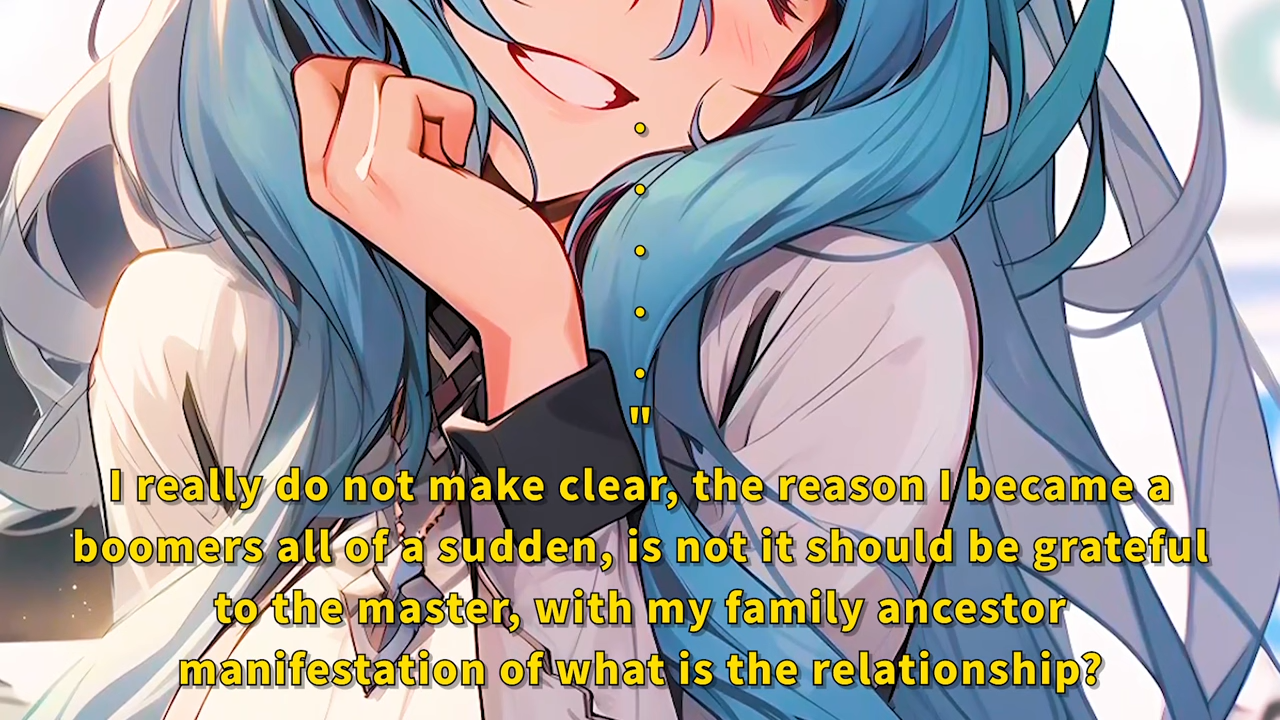 .
.
.
.
.
"
I really do not make clear, the reason I became a
boomers all of a sudden, is not it should be grateful
to the master, with my family ancestor
manifestation of what is the relationship?